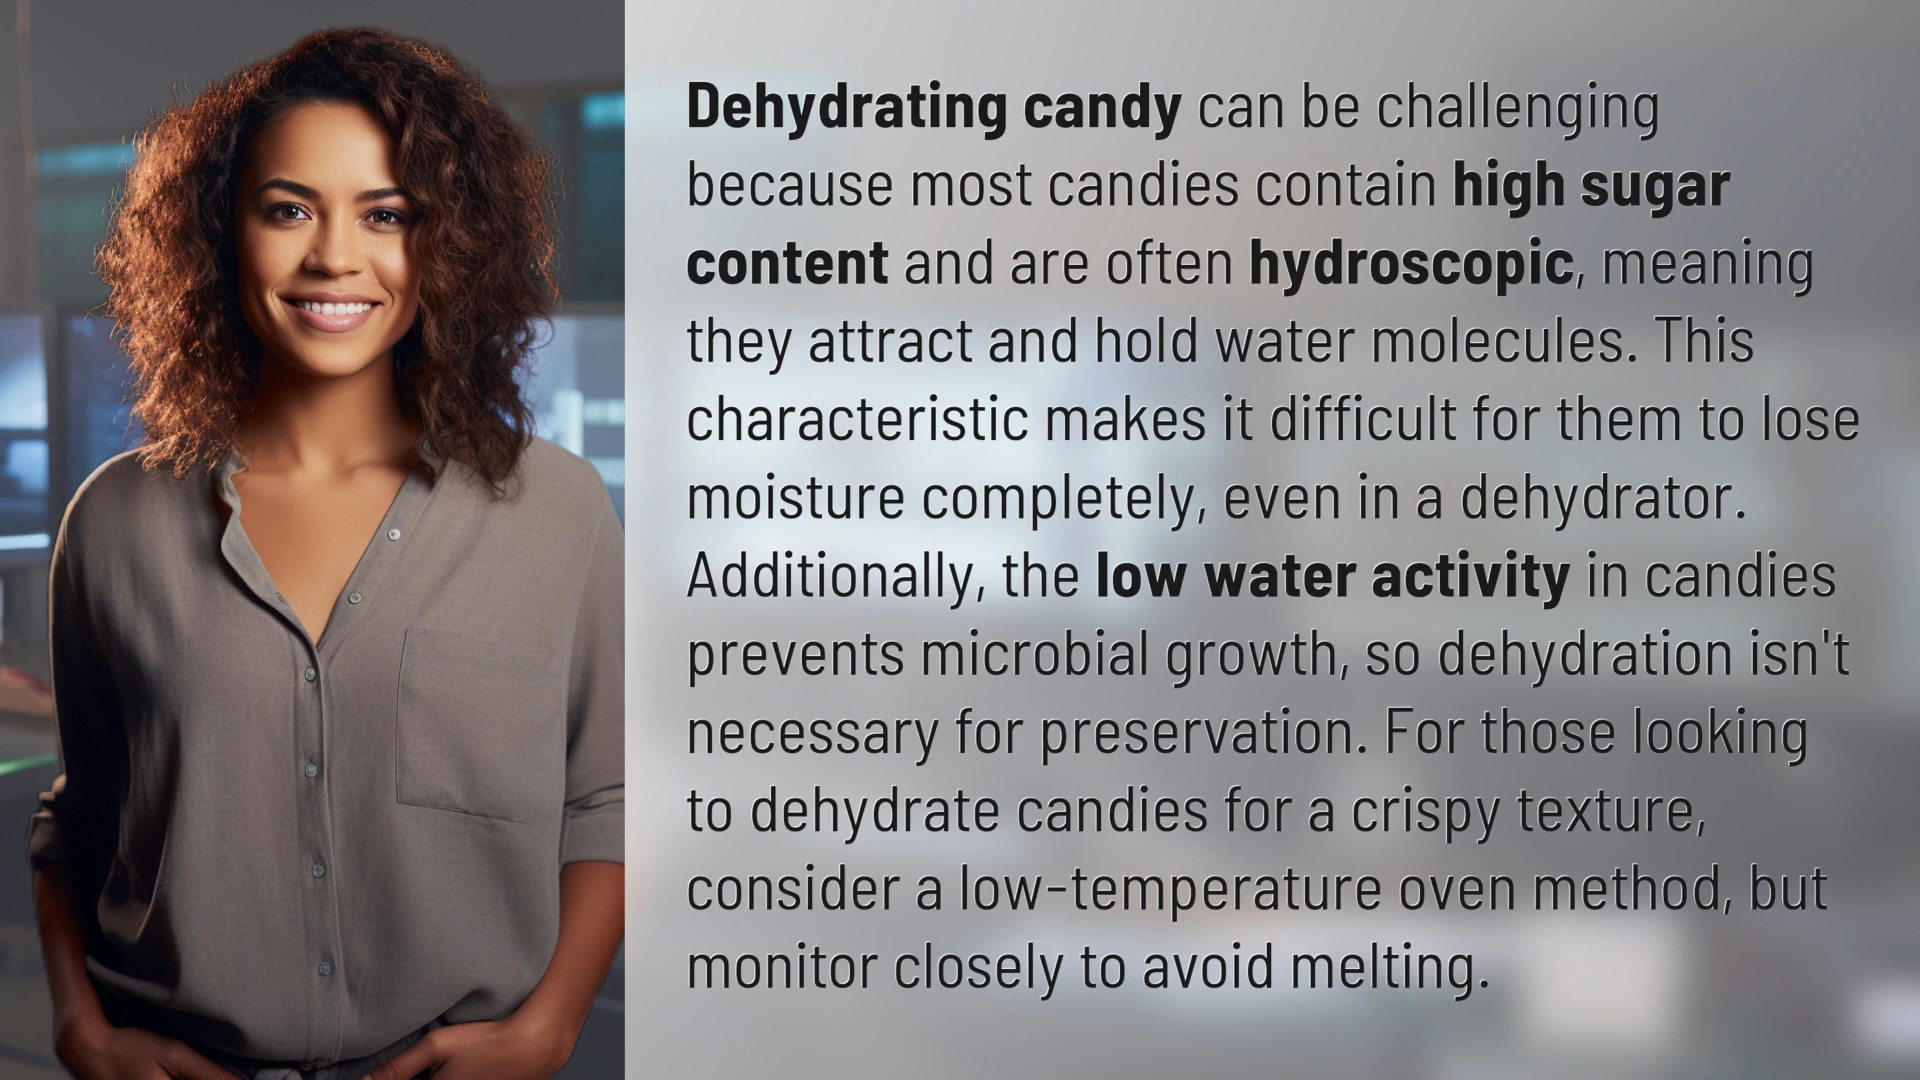 Dehydrating candy can be challenging
because most candies contain high sugar
content and are often hydroscopic, meaning
they attract and hold water molecules. This
characteristic makes it difficult for them to lose
moisture completely, even in a dehydrator.
Additionally, the low water activity in candies
prevents microbial growth, so dehydration isn't
necessary for preservation. For those looking
to dehydrate candies for a crispy texture,
consider a low-temperature oven method, but
monitor closely to avoid melting.